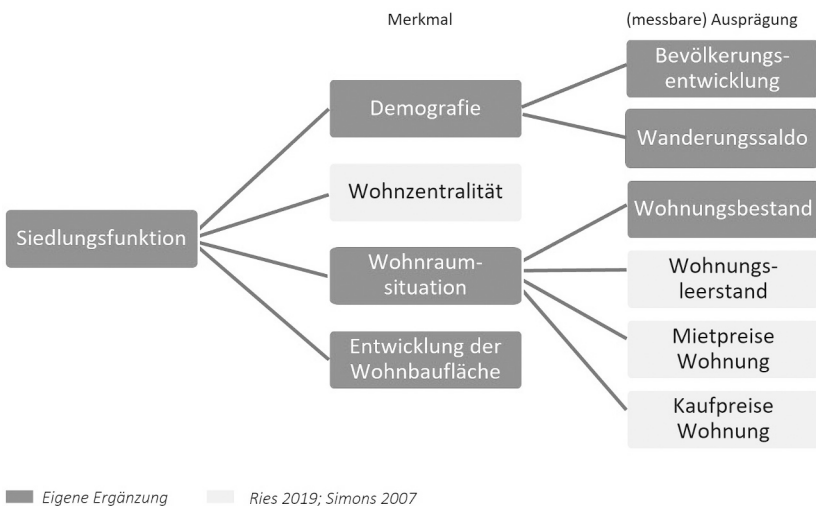 Merkmal
(messbare) Ausprägung
Siedlungsfunktion
Demografie
Wohnzentralität
Wohnraum-
situation
Entwicklung der
Wohnbaufläche
Bevölkerungs-
entwicklung
Wanderungssaldo
Wohnungsbestand
Wohnungs-
leerstand
Mietpreise
Wohnung
Kaufpreise
Wohnung
Eigene Ergänzung
Ries 2019; Simons 2007